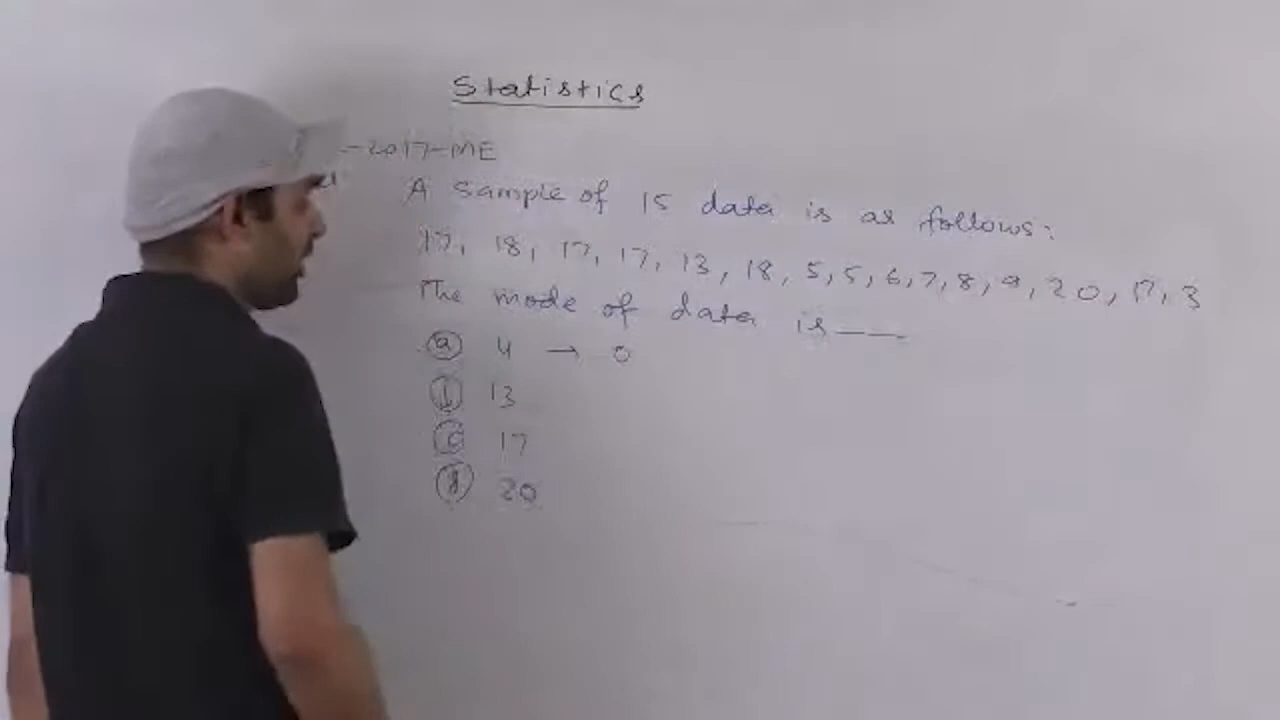 Statistics
-2017-ME
A sample of 15 data is as follows:
17, 18, 17, 17, 13, 18, 5, 5, 6, 7, 8, 9, 20, 17, 3
The mode of data is ___
(a) 4 → 0
(b) 13
(c) 17
(d) 20